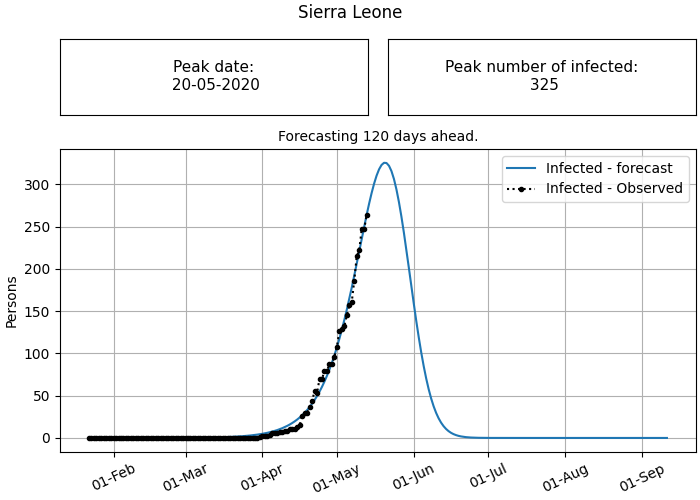 Sierra Leone
Peak date:
20-05-2020
Peak number of infected:
325
Forecasting 120 days ahead.
Infected - forecast
Infected - Observed
Persons
300
250
200
150
100
50
0
01-Feb
01-Mar
01-Apr
01-May
01-Jun
01-Jul
01-Aug
01-Sep